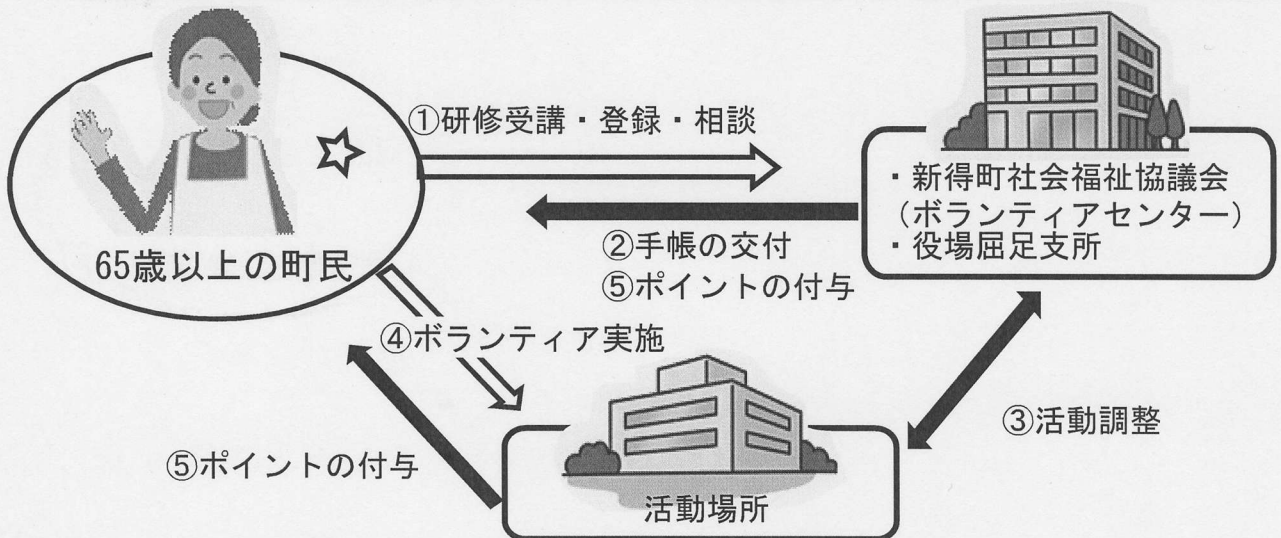 ①研修受講・登録・相談
・新得町社会福祉協議会
（ボランティアセンター）
・役場屈足支所
②手帳の交付
⑤ポイントの付与
65歳以上の町民
④ボランティア実施
③活動調整
⑤ポイントの付与
活動場所